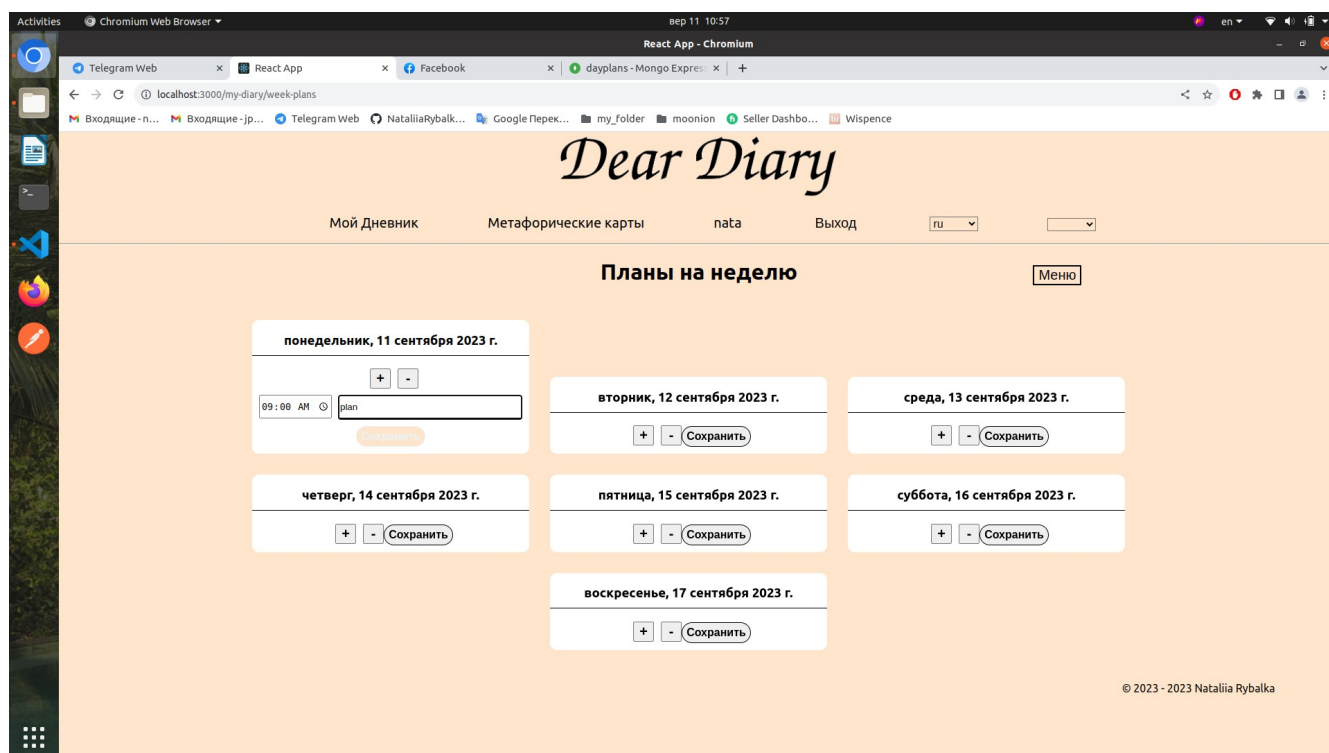 Activities Chromium Web Browser вер 11 10:57 en
React App - Chromium
Telegram Web React App Facebook dayplans - Mongo Express
localhost:3000/my-diary/week-plans
Входящие - n... Входящие - jp... Telegram Web NataliiaRybalk... Google Перек... my_folder moonion Seller Dashbo... Wispence
Dear Diary
Мой Дневник Метафорические карты nata Выход ru
Планы на неделю Меню
понедельник, 11 сентября 2023 г.
+ -
09:00 AM plan
Сохранить
вторник, 12 сентября 2023 г.
+ - Сохранить
среда, 13 сентября 2023 г.
+ - Сохранить
четверг, 14 сентября 2023 г.
+ - Сохранить
пятница, 15 сентября 2023 г.
+ - Сохранить
суббота, 16 сентября 2023 г.
+ - Сохранить
воскресенье, 17 сентября 2023 г.
+ - Сохранить
© 2023 - 2023 Nataliia Rybalka